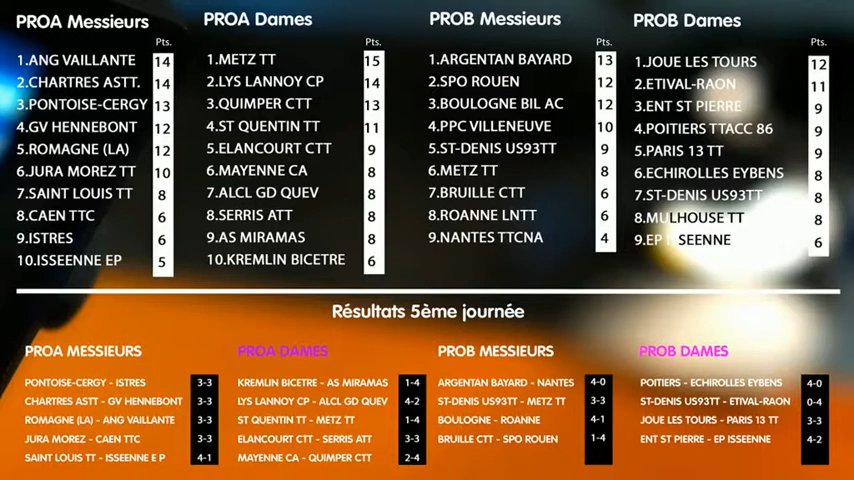 PROA Messieurs
Pts.
1.ANG VAILLANTE 14
2.CHARTRES ASTT. 14
3.PONTOISE-CERGY 13
4.GV HENNEBONT 12
5.ROMAGNE (LA) 12
6.JURA MOREZ TT 10
7.SAINT LOUIS TT 8
8.CAEN TTC 6
9.ISTRES 6
10.ISSEENNE EP 5
PROA Dames
Pts.
1.METZ TT 15
2.LYS LANNOY CP 14
3.QUIMPER CTT 13
4.ST QUENTIN TT 11
5.ELANCOURT CTT 9
6.MAYENNE CA 8
7.ALCL GD QUEV 8
8.SERRIS ATT 8
9.AS MIRAMAS 8
10.KREMLIN BICETRE 6
PROB Messieurs
Pts.
1.ARGENTAN BAYARD 13
2.SPO ROUEN 12
3.BOULOGNE BIL AC 12
4.PPC VILLENEUVE 10
5.ST-DENIS US93TT 9
6.METZ TT 8
7.BRUILLE CTT 6
8.ROANNE LNTT 6
9.NANTES TTCNA 4
PROB Dames
Pts.
1.JOUE LES TOURS 12
2.ETIVAL-RAON 11
3.ENT ST PIERRE 9
4.POITIERS TTACC 86 9
5.PARIS 13 TT 9
6.ECHIROLLES EYBENS 8
7.ST-DENIS US93TT 8
8.MULHOUSE TT 8
9.EP ISSEENNE 6
Résultats 5ème journée
PROA MESSIEURS
PONTOISE-CERGY - ISTRES 3-3
CHARTRES ASTT - GV HENNEBONT 3-3
ROMAGNE (LA) - ANG VAILLANTE 3-3
JURA MOREZ - CAEN TTC 3-3
SAINT LOUIS TT - ISSEENNE E P 4-1
PROA DAMES
KREMLIN BICETRE - AS MIRAMAS 1-4
LYS LANNOY CP - ALCL GD QUEV 4-2
ST QUENTIN TT - METZ TT 1-4
ELANCOURT CTT - SERRIS ATT 3-3
MAYENNE CA - QUIMPER CTT 2-4
PROB MESSIEURS
ARGENTAN BAYARD - NANTES 4-0
ST-DENIS US93TT - METZ TT 3-3
BOULOGNE - ROANNE 4-1
BRUILLE CTT - SPO ROUEN 1-4
PROB DAMES
POITIERS - ECHIROLLES EYBENS 4-0
ST-DENIS US93TT - ETIVAL-RAON 0-4
JOUE LES TOURS - PARIS 13 TT 3-3
ENT ST PIERRE - EP ISSEENNE 4-2